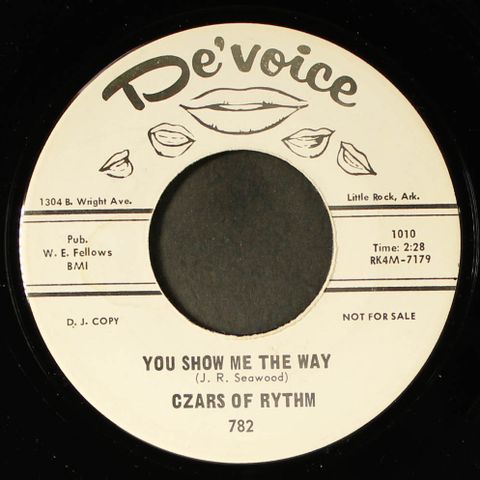 De'voice
1304 B. Wright Ave.
Little Rock, Ark.
Pub.
W. E. Fellows
BMI
1010
Time: 2:28
RK4M-7179
D. J. COPY
NOT FOR SALE
YOU SHOW ME THE WAY
(J. R. Seawood)
CZARS OF RYTHM
782